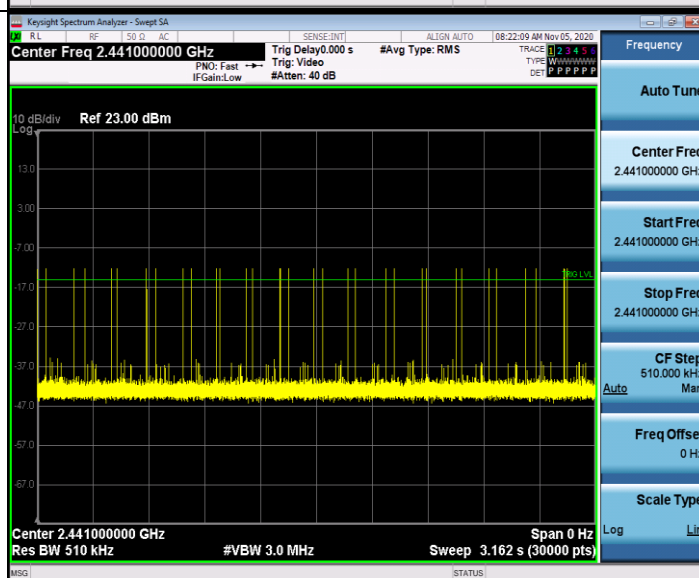 Keysight Spectrum Analyzer - Swept SA
RL RF 50 Ω AC SENSE:INT ALIGN AUTO 08:22:09 AM Nov 05, 2020
Center Freq 2.441000000 GHz
PNO: Fast
IFGain:Low
Trig Delay0.000 s
Trig: Video
#Atten: 40 dB
#Avg Type: RMS
TRACE 1 2 3 4 5 6
TYPE WWWWWW
DET P P P P P P
10 dB/div Ref 23.00 dBm
Log
13.0
3.00
-7.00
-17.0
-27.0
-37.0
-47.0
-57.0
-67.0
Center 2.441000000 GHz Span 0 Hz
Res BW 510 kHz #VBW 3.0 MHz Sweep 3.162 s (30000 pts)
MSG STATUS
Frequency
Auto Tune
Center Freq
2.441000000 GHz
Start Freq
2.441000000 GHz
Stop Freq
2.441000000 GHz
CF Step
510.000 kHz
Auto Man
Freq Offset
0 Hz
Scale Type
Log Lin